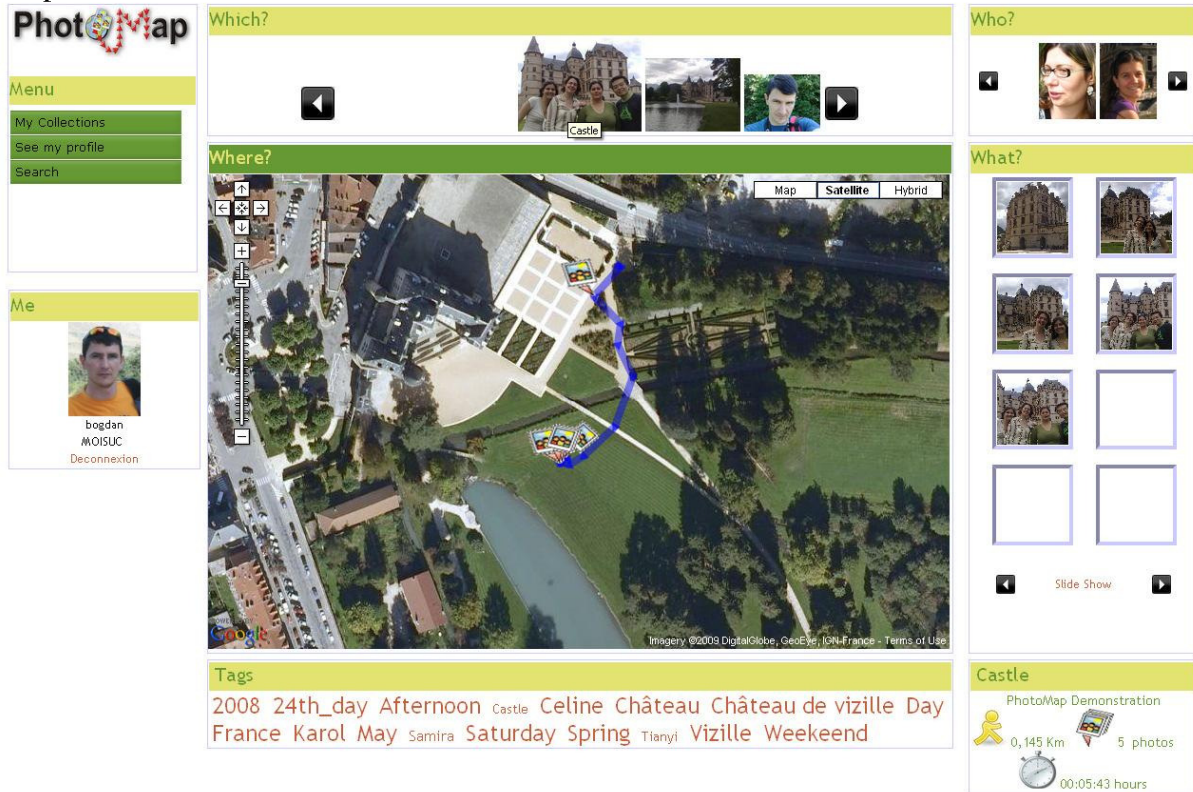 PhotoMap
Menu
My Collections
See my profile
Search
Me
bogdan
MOISUC
Deconnexion
Which?
Castle
Where?
Map Satellite Hybrid
Google
Imagery ©2009 DigitalGlobe, GeoEye, IGN-France - Terms of Use
Tags
2008 24th_day Afternoon Castle Celine Château Château de vizille Day
France Karol May Samira Saturday Spring Tianyi Vizille Weekeend
Who?
What?
Slide Show
Castle
PhotoMap Demonstration
0,145 Km 5 photos
00:05:43 hours